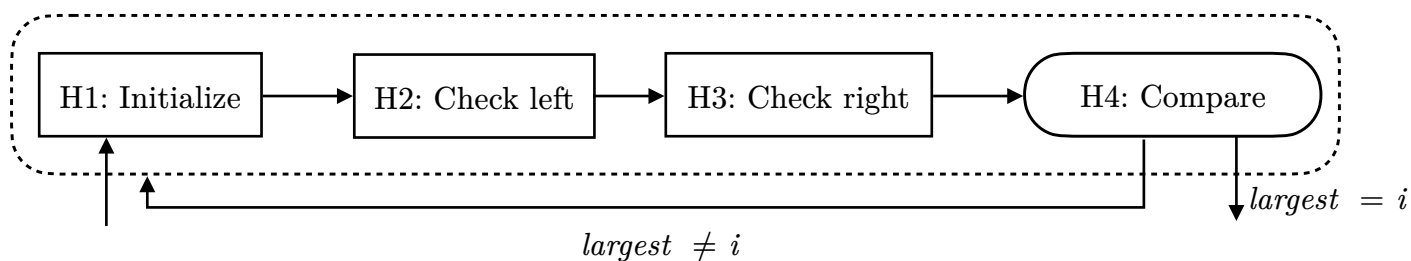 H1: Initialize
H2: Check left
H3: Check right
H4: Compare
largest = i
largest ≠ i